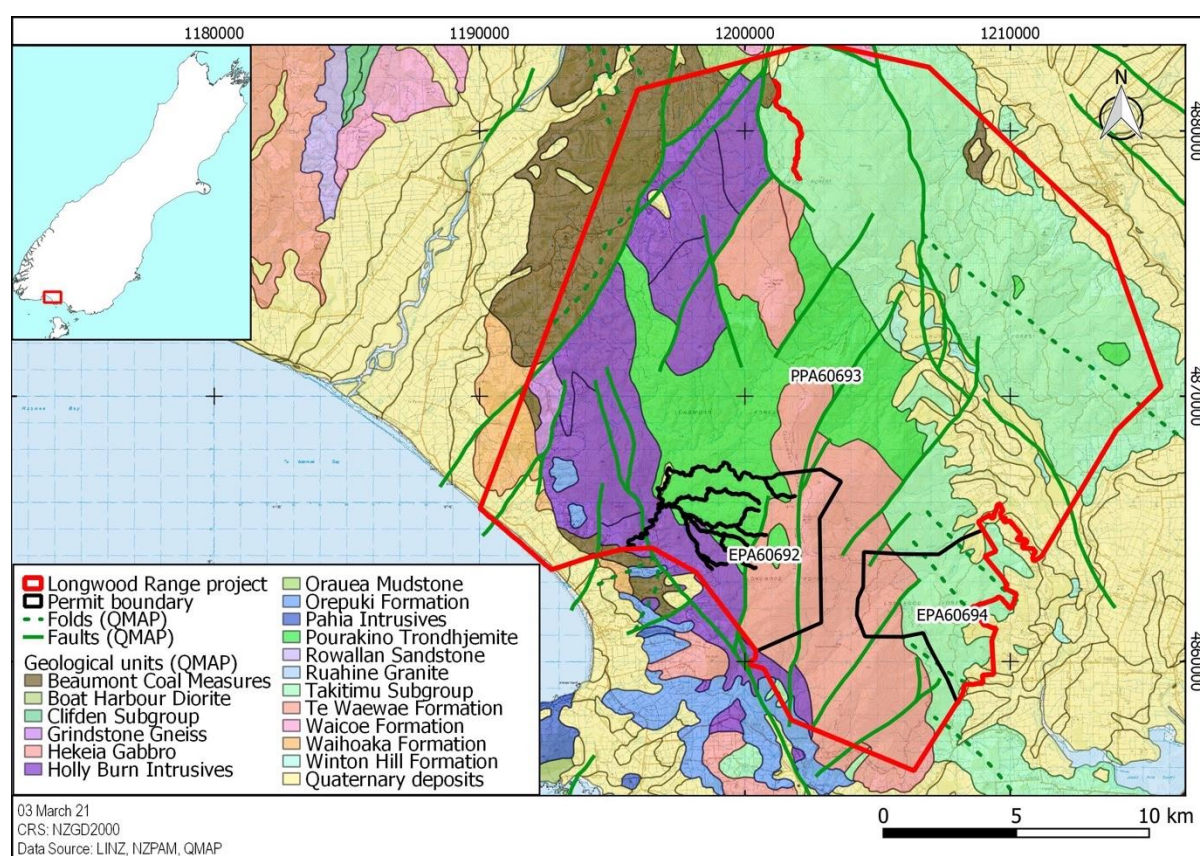 1180000
1190000
1200000
1210000
N
4880000
4870000
4860000
PPA60693
EPA60692
EPA60694
Longwood Range project
Permit boundary
Folds (QMAP)
Faults (QMAP)
Geological units (QMAP)
Beaumont Coal Measures
Boat Harbour Diorite
Clifden Subgroup
Grindstone Gneiss
Hekeia Gabbro
Holly Burn Intrusives
Orauea Mudstone
Orepuki Formation
Pahia Intrusives
Pourakino Trondhjemite
Rowallan Sandstone
Ruahine Granite
Takitimu Subgroup
Te Waewae Formation
Waicoe Formation
Waihoaka Formation
Winton Hill Formation
Quaternary deposits
03 March 21
CRS: NZGD2000
Data Source: LINZ, NZPAM, QMAP
0 5 10 km